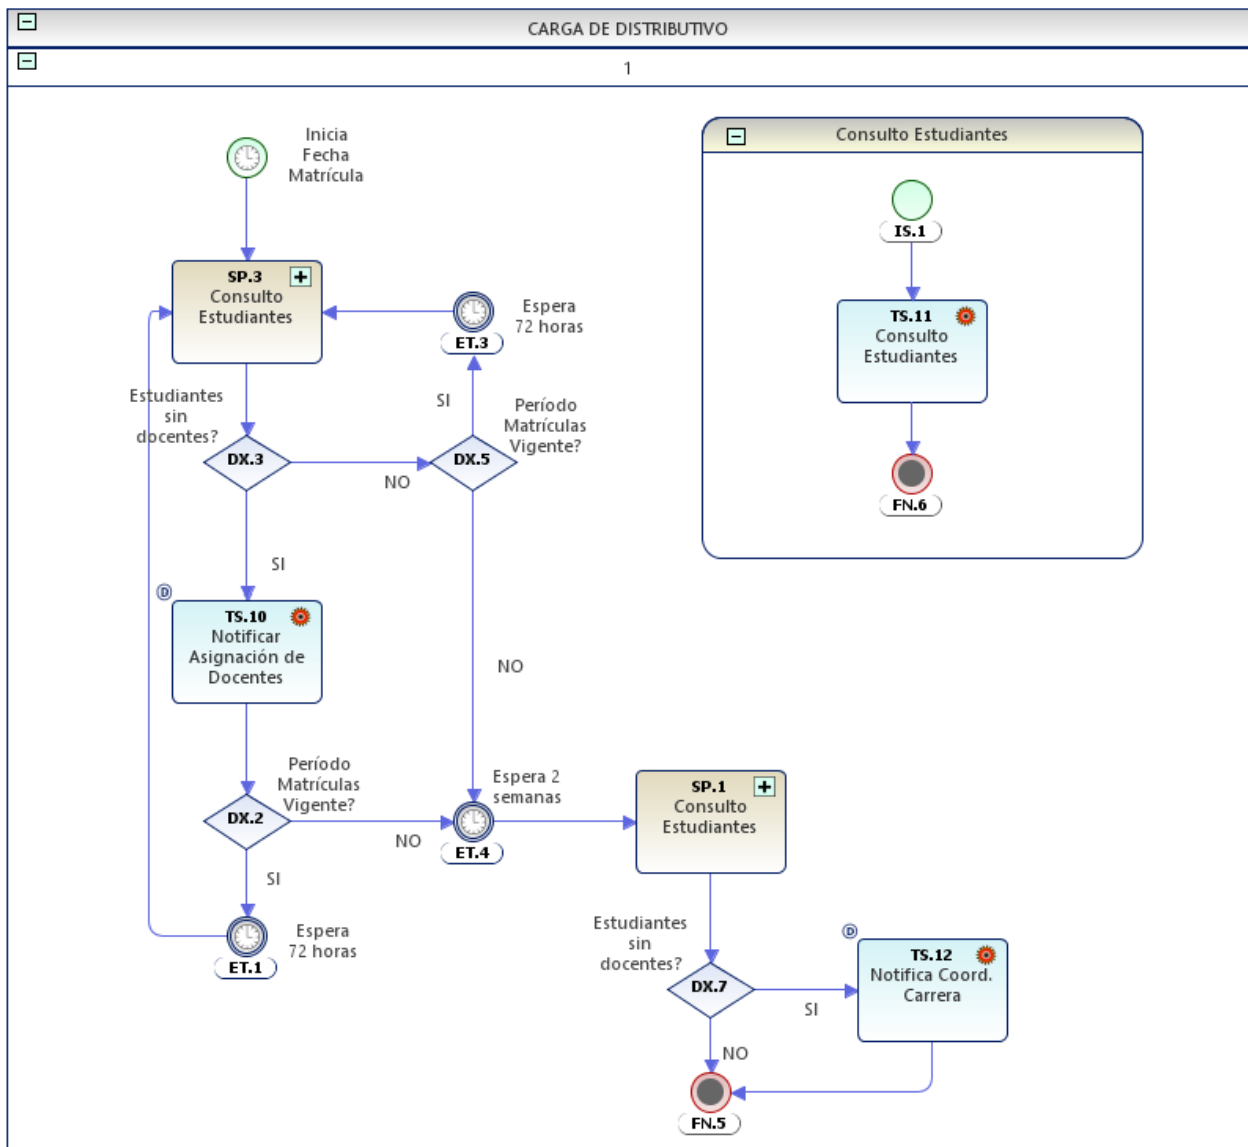 CARGA DE DISTRIBUTIVO
1
Inicia
Fecha
Matrícula
SP.3
Consulto
Estudiantes
Espera
72 horas
ET.3
Estudiantes
sin
docentes?
DX.3
NO
SI
Período
Matrículas
Vigente?
DX.5
SI
D
TS.10
Notificar
Asignación de
Docentes
NO
Período
Matrículas
Vigente?
DX.2
NO
SI
Espera 2
semanas
ET.4
Espera
72 horas
ET.1
SP.1
Consulto
Estudiantes
Estudiantes
sin
docentes?
DX.7
SI
NO
D
TS.12
Notifica Coord.
Carrera
FN.5
Consulto Estudiantes
IS.1
TS.11
Consulto
Estudiantes
FN.6